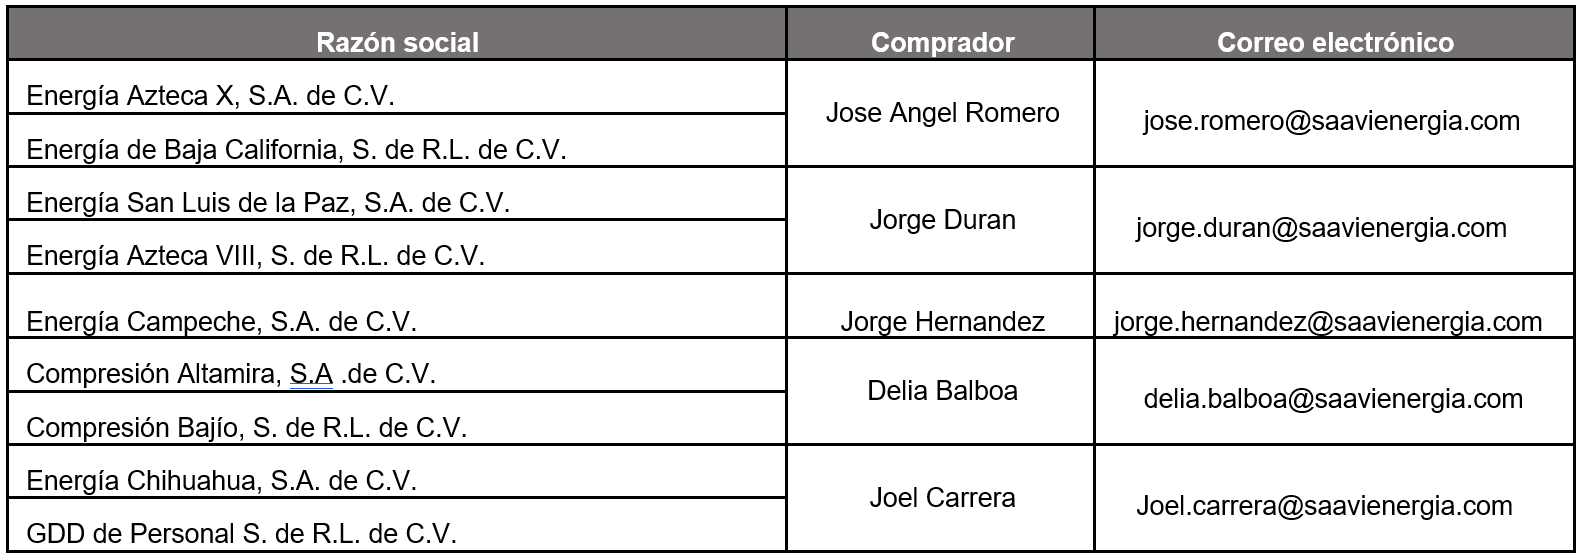 Razón social Comprador Correo electrónico
Energía Azteca X, S.A. de C.V.
Jose Angel Romero jose.romero@saavienergia.com
Energía de Baja California, S. de R.L. de C.V.
Energía San Luis de la Paz, S.A. de C.V.
Jorge Duran jorge.duran@saavienergia.com
Energía Azteca VIII, S. de R.L. de C.V.
Energía Campeche, S.A. de C.V. Jorge Hernandez jorge.hernandez@saavienergia.com
Compresión Altamira, S.A .de C.V.
Delia Balboa delia.balboa@saavienergia.com
Compresión Bajío, S. de R.L. de C.V.
Energía Chihuahua, S.A. de C.V.
Joel Carrera Joel.carrera@saavienergia.com
GDD de Personal S. de R.L. de C.V.